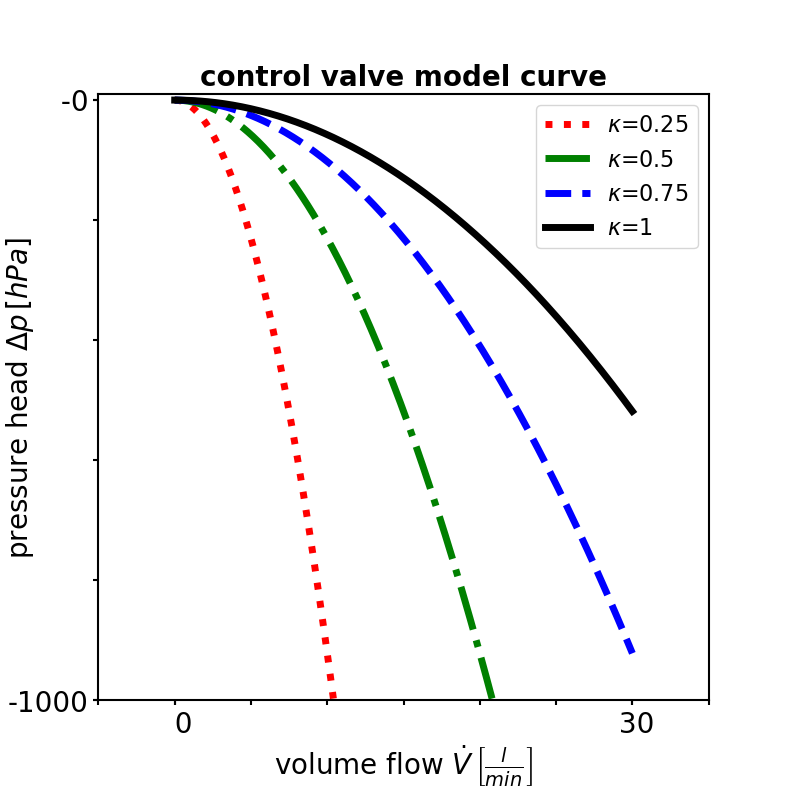 control valve model curve
-0
κ=0.25
κ=0.5
κ=0.75
κ=1
pressure head Δp [hPa]
-1000
0
30
volume flow V̇ [l/min]